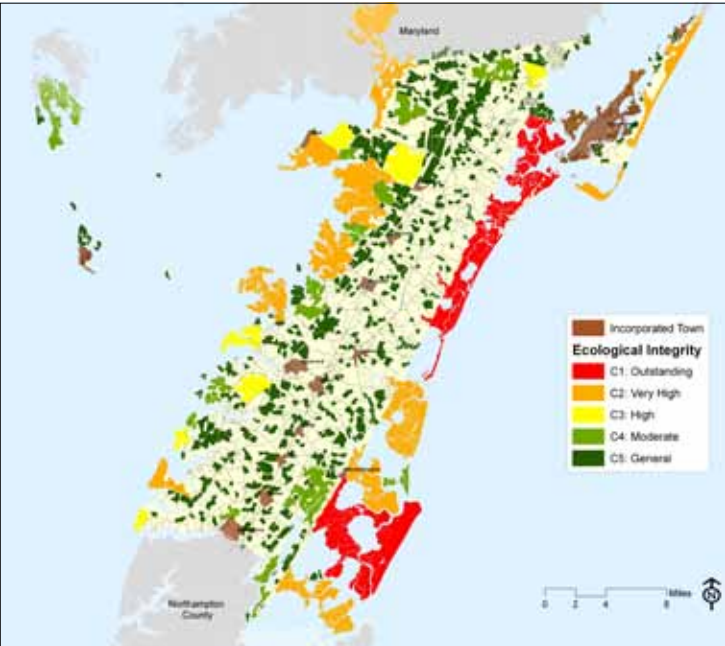 Maryland
Incorporated Town
Ecological Integrity
C1: Outstanding
C2: Very High
C3: High
C4: Moderate
C5: General
Northampton
County
0 2 4 8 Miles
N